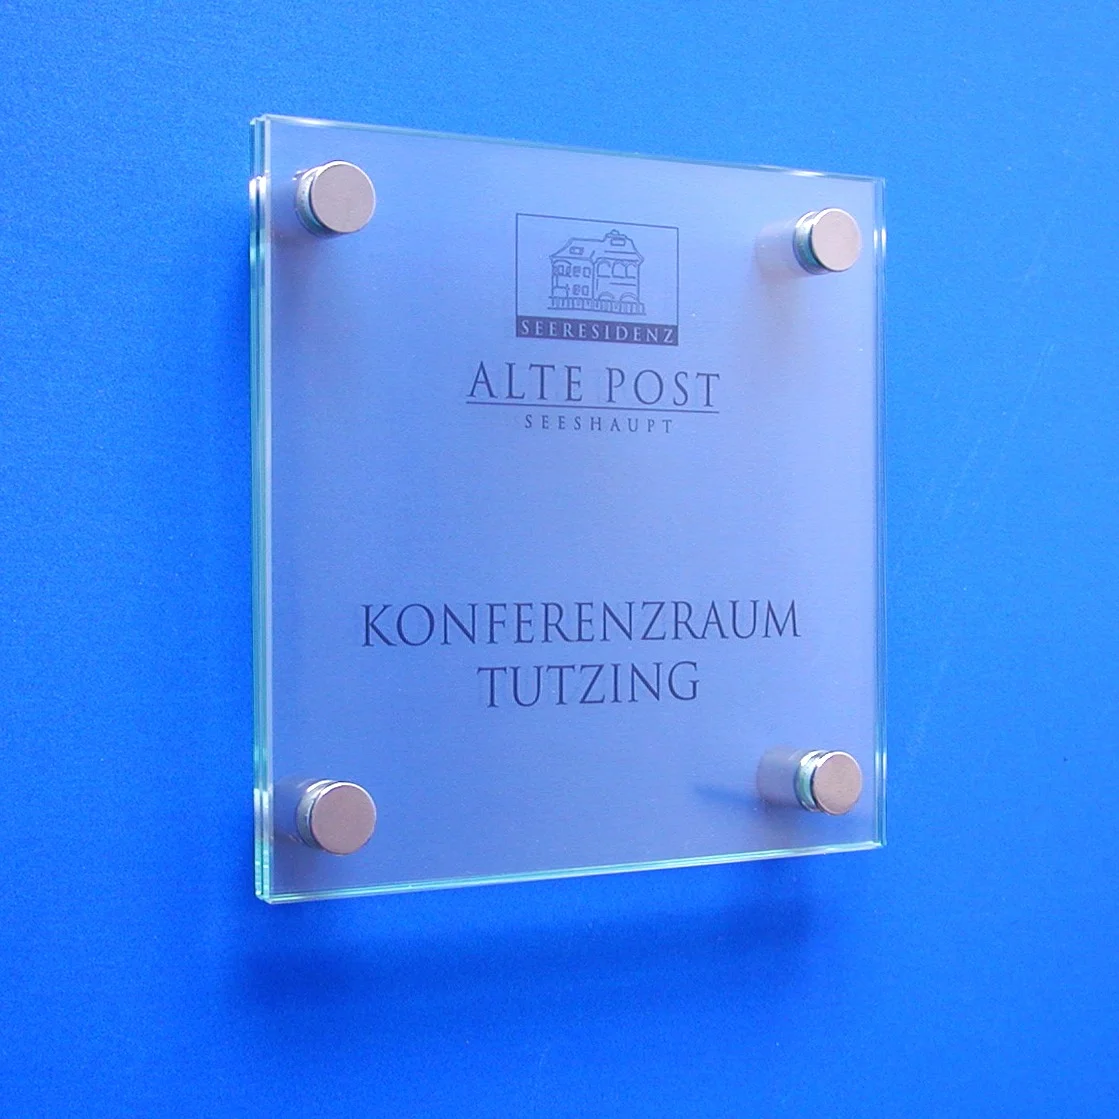 SEERESIDENZ
ALTE POST
SEESHAUPT
KONFERENZRAUM
TUTZING